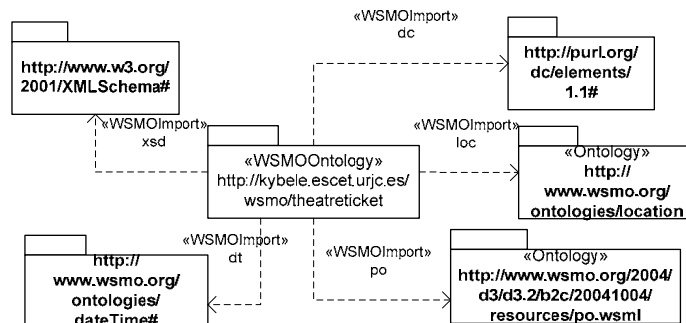 «WSMOImport»
dc
http://www.w3.org/
2001/XMLSchema#
http://purl.org/
dc/elements/
1.1#
«WSMOImport»
xsd
«WSMOImport»
loc
«WSMOOntology»
http://kybele.escet.urjc.es/
wsmo/theatreticket
«Ontology»
http://
www.wsmo.org/
ontologies/location
«WSMOImport»
dt
«WSMOImport»
po
http://
www.wsmo.org/
ontologies/
dateTime#
«Ontology»
http://www.wsmo.org/2004/
d3/d3.2/b2c/20041004/
resources/po.wsml